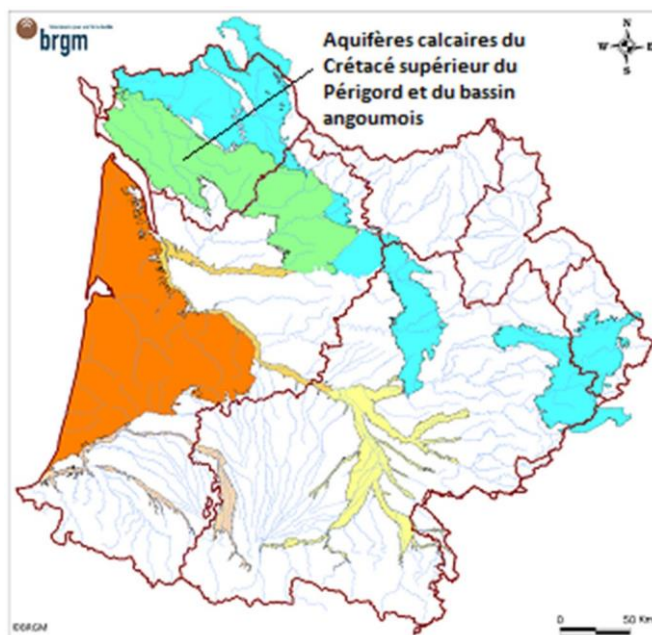 brgm
Aquifères calcaires du
Crétacé supérieur du
Périgord et du bassin
angoumois
N
W E
S
©BRGM
0 50 Km